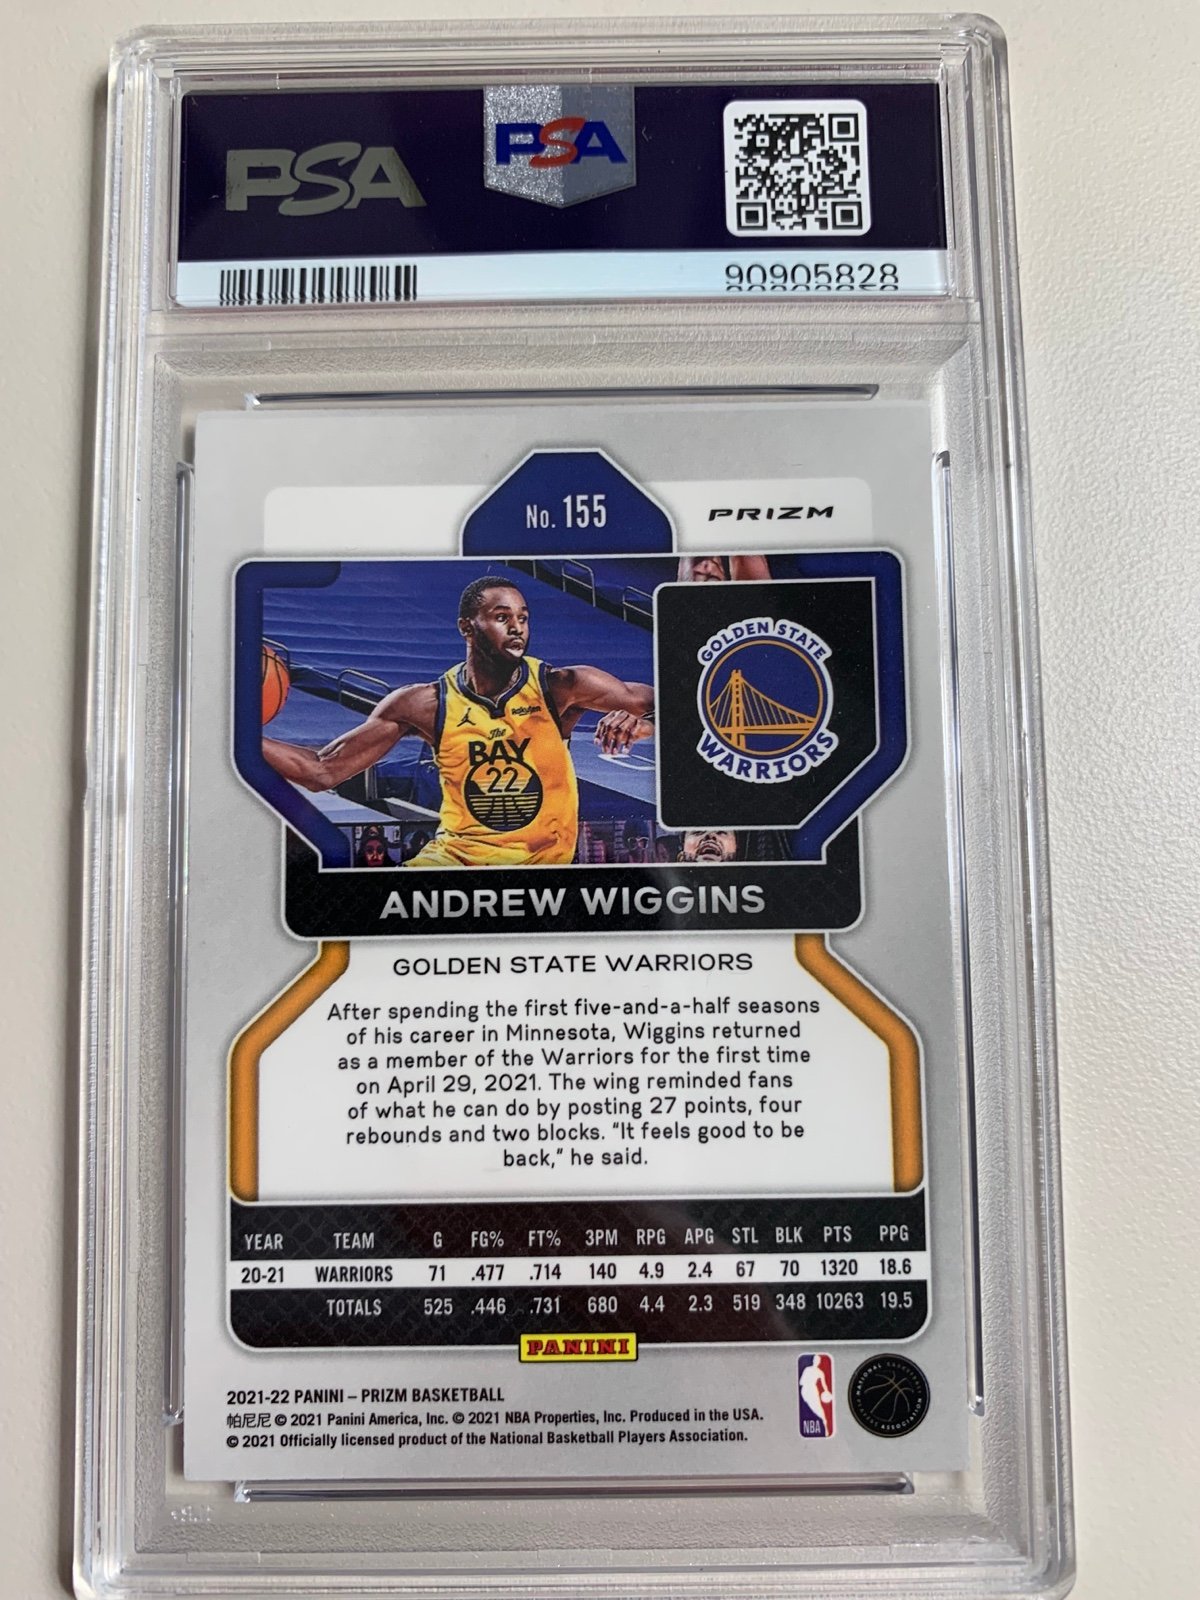 PSA
PSA
90905828
No. 155
PRIZM
GOLDEN STATE
WARRIORS
Rakuten
The
BAY
22
ANDREW WIGGINS
GOLDEN STATE WARRIORS
After spending the first five-and-a-half seasons
of his career in Minnesota, Wiggins returned
as a member of the Warriors for the first time
on April 29, 2021. The wing reminded fans
of what he can do by posting 27 points, four
rebounds and two blocks. "It feels good to be
back," he said.
YEAR TEAM G FG% FT% 3PM RPG APG STL BLK PTS PPG
20-21 WARRIORS 71 .477 .714 140 4.9 2.4 67 70 1320 18.6
TOTALS 525 .446 .731 680 4.4 2.3 519 348 10263 19.5
PANINI
2021-22 PANINI – PRIZM BASKETBALL
帕尼尼 © 2021 Panini America, Inc. © 2021 NBA Properties, Inc. Produced in the USA.
© 2021 Officially licensed product of the National Basketball Players Association.
NBA
NATIONAL BASKETBALL
PLAYERS ASSOCIATION